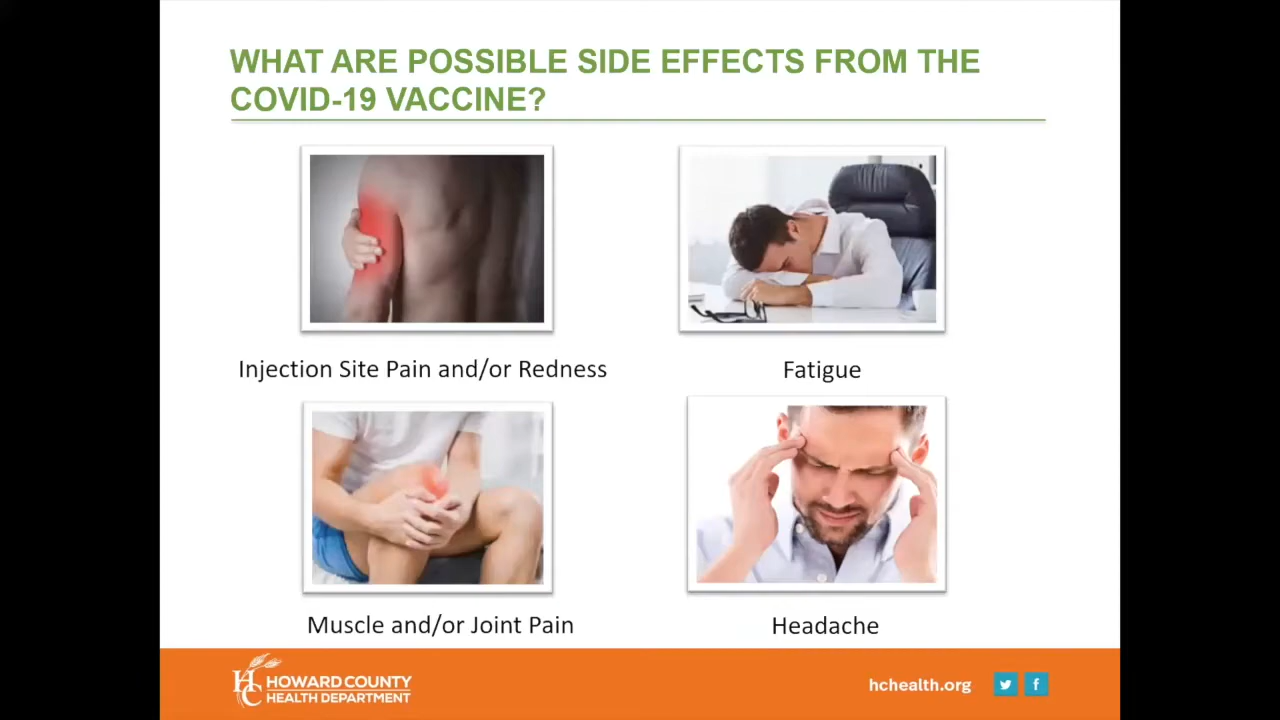 WHAT ARE POSSIBLE SIDE EFFECTS FROM THE
COVID-19 VACCINE?
Injection Site Pain and/or Redness
Fatigue
Muscle and/or Joint Pain
Headache
HC HOWARD COUNTY
HEALTH DEPARTMENT
hchealth.org